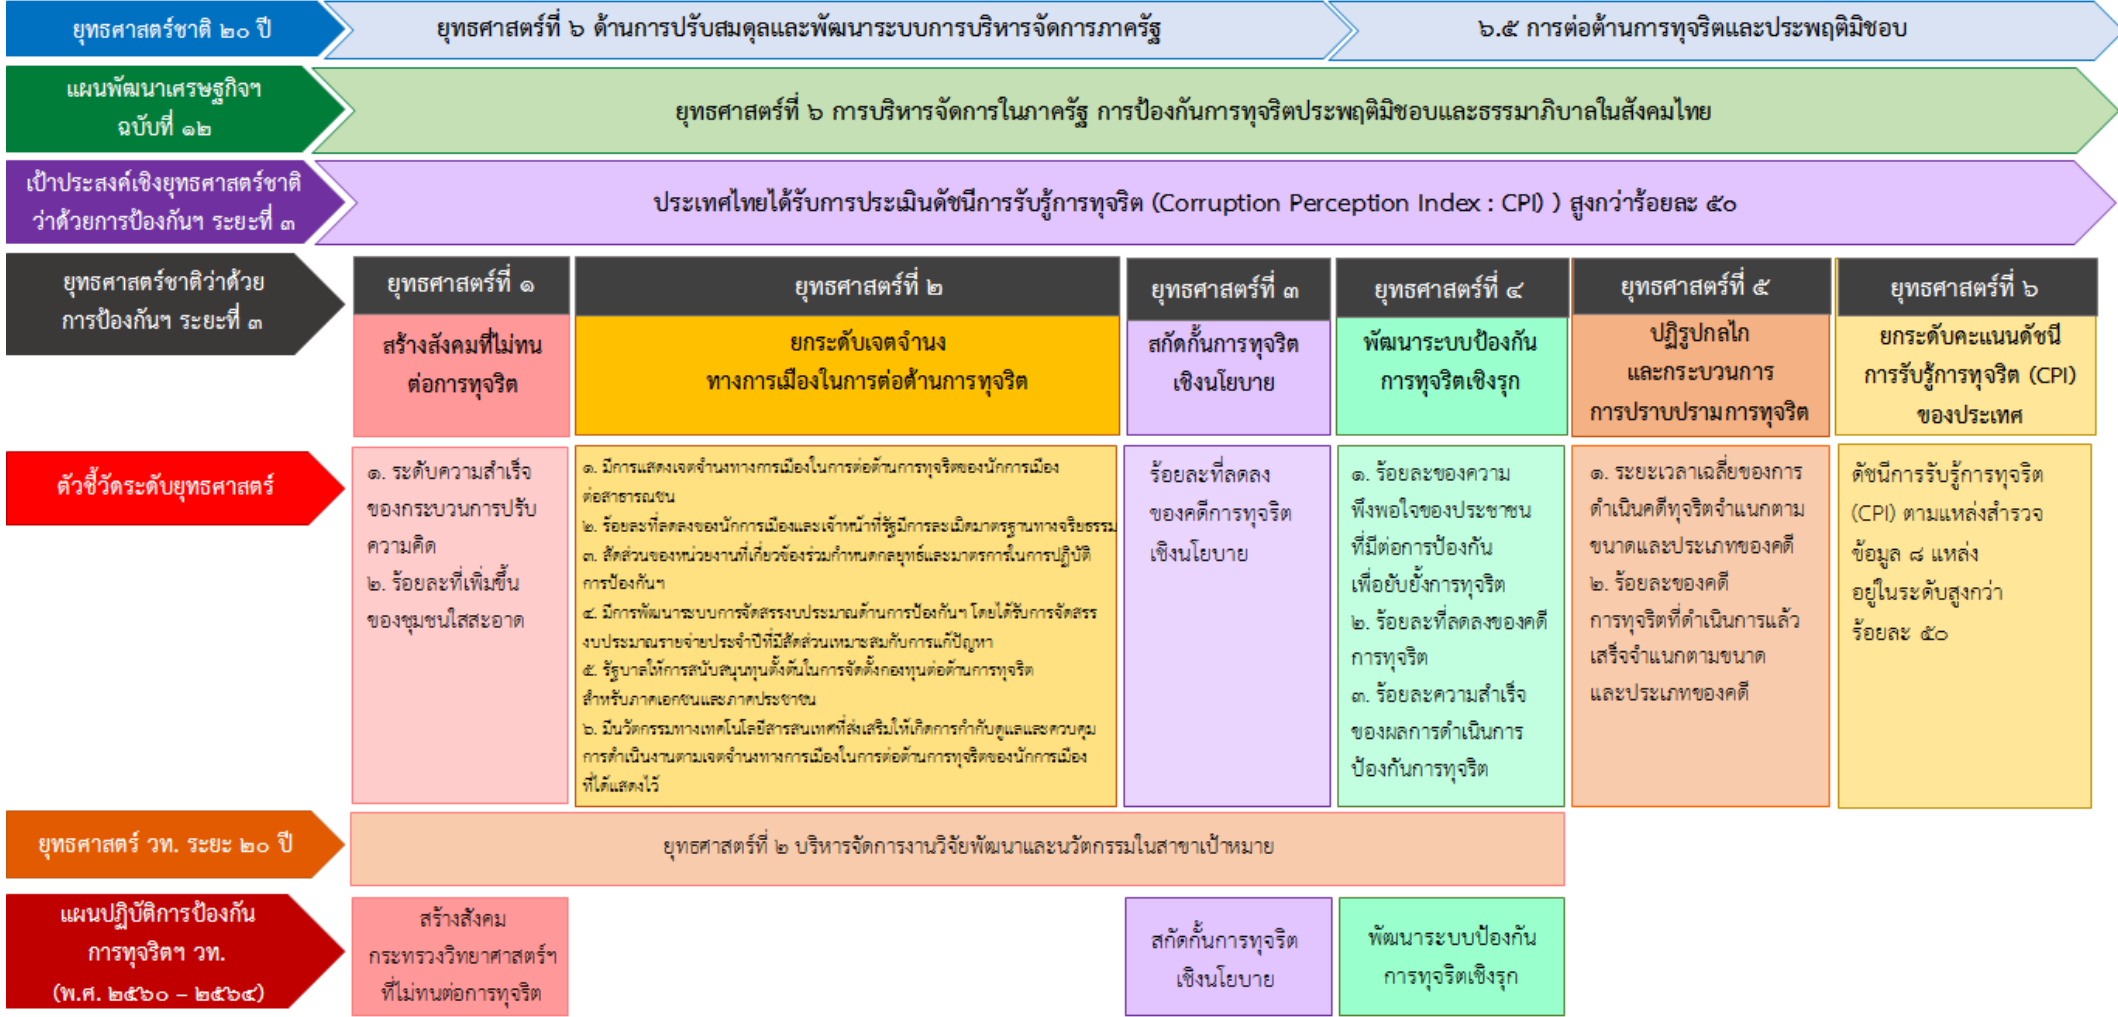 ยุทธศาสตร์ชาติ ๒๐ ปี
ยุทธศาสตร์ที่ ๖ ด้านการปรับสมดุลและพัฒนาระบบการบริหารจัดการภาครัฐ
๖.๕ การต่อต้านการทุจริตและประพฤติมิชอบ
แผนพัฒนาเศรษฐกิจฯ
ฉบับที่ ๑๒
ยุทธศาสตร์ที่ ๖ การบริหารจัดการในภาครัฐ การป้องกันการทุจริตประพฤติมิชอบและธรรมาภิบาลในสังคมไทย
เป้าประสงค์เชิงยุทธศาสตร์ชาติ
ว่าด้วยการป้องกันฯ ระยะที่ ๓
ประเทศไทยได้รับการประเมินดัชนีการรับรู้การทุจริต (Corruption Perception Index : CPI) ) สูงกว่าร้อยละ ๕๐
ยุทธศาสตร์ชาติว่าด้วย
การป้องกันฯ ระยะที่ ๓
ยุทธศาสตร์ที่ ๑
สร้างสังคมที่ไม่ทน
ต่อการทุจริต
ยุทธศาสตร์ที่ ๒
ยกระดับเจตจำนง
ทางการเมืองในการต่อต้านการทุจริต
ยุทธศาสตร์ที่ ๓
สกัดกั้นการทุจริต
เชิงนโยบาย
ยุทธศาสตร์ที่ ๔
พัฒนาระบบป้องกัน
การทุจริตเชิงรุก
ยุทธศาสตร์ที่ ๕
ปฏิรูปกลไก
และกระบวนการ
การปราบปรามการทุจริต
ยุทธศาสตร์ที่ ๖
ยกระดับคะแนนดัชนี
การรับรู้การทุจริต (CPI)
ของประเทศ
ตัวชี้วัดระดับยุทธศาสตร์
๑. ระดับความสำเร็จ
ของกระบวนการปรับ
ความคิด
๒. ร้อยละที่เพิ่มขึ้น
ของชุมชนใสสะอาด
๑. มีการแสดงเจตจำนงทางการเมืองในการต่อต้านการทุจริตของนักการเมือง
ต่อสาธารณชน
๒. ร้อยละที่ลดลงของนักการเมืองและเจ้าหน้าที่รัฐมีการละเมิดมาตรฐานทางจริยธรรม
๓. สัดส่วนของหน่วยงานที่เกี่ยวข้องร่วมกำหนดกลยุทธ์และมาตรการในการปฏิบัติ
การป้องกันฯ
๔. มีการพัฒนาระบบการจัดสรรงบประมาณด้านการป้องกันฯ โดยได้รับการจัดสรร
งบประมาณรายจ่ายประจำปีที่มีสัดส่วนเหมาะสมกับการแก้ปัญหา
๕. รัฐบาลให้การสนับสนุนทุนตั้งต้นในการจัดตั้งกองทุนต่อต้านการทุจริต
สำหรับภาคเอกชนและภาคประชาชน
๖. มีนวัตกรรมทางเทคโนโลยีสารสนเทศที่ส่งเสริมให้เกิดการกำกับดูแลและควบคุม
การดำเนินงานตามเจตจำนงทางการเมืองในการต่อต้านการทุจริตของนักการเมือง
ที่ได้แสดงไว้
ร้อยละที่ลดลง
ของคดีการทุจริต
เชิงนโยบาย
๑. ร้อยละของความ
พึงพอใจของประชาชน
ที่มีต่อการป้องกัน
เพื่อยับยั้งการทุจริต
๒. ร้อยละที่ลดลงของคดี
การทุจริต
๓. ร้อยละความสำเร็จ
ของผลการดำเนินการ
ป้องกันการทุจริต
๑. ระยะเวลาเฉลี่ยของการ
ดำเนินคดีทุจริตจำแนกตาม
ขนาดและประเภทของคดี
๒. ร้อยละของคดี
การทุจริตที่ดำเนินการแล้ว
เสร็จจำแนกตามขนาด
และประเภทของคดี
ดัชนีการรับรู้การทุจริต
(CPI) ตามแหล่งสำรวจ
ข้อมูล ๘ แหล่ง
อยู่ในระดับสูงกว่า
ร้อยละ ๕๐
ยุทธศาสตร์ วท. ระยะ ๒๐ ปี
ยุทธศาสตร์ที่ ๒ บริหารจัดการงานวิจัยพัฒนาและนวัตกรรมในสาขาเป้าหมาย
แผนปฏิบัติการป้องกัน
การทุจริตฯ วท.
(พ.ศ. ๒๕๖๐ – ๒๕๖๔)
สร้างสังคม
กระทรวงวิทยาศาสตร์ฯ
ที่ไม่ทนต่อการทุจริต
สกัดกั้นการทุจริต
เชิงนโยบาย
พัฒนาระบบป้องกัน
การทุจริตเชิงรุก